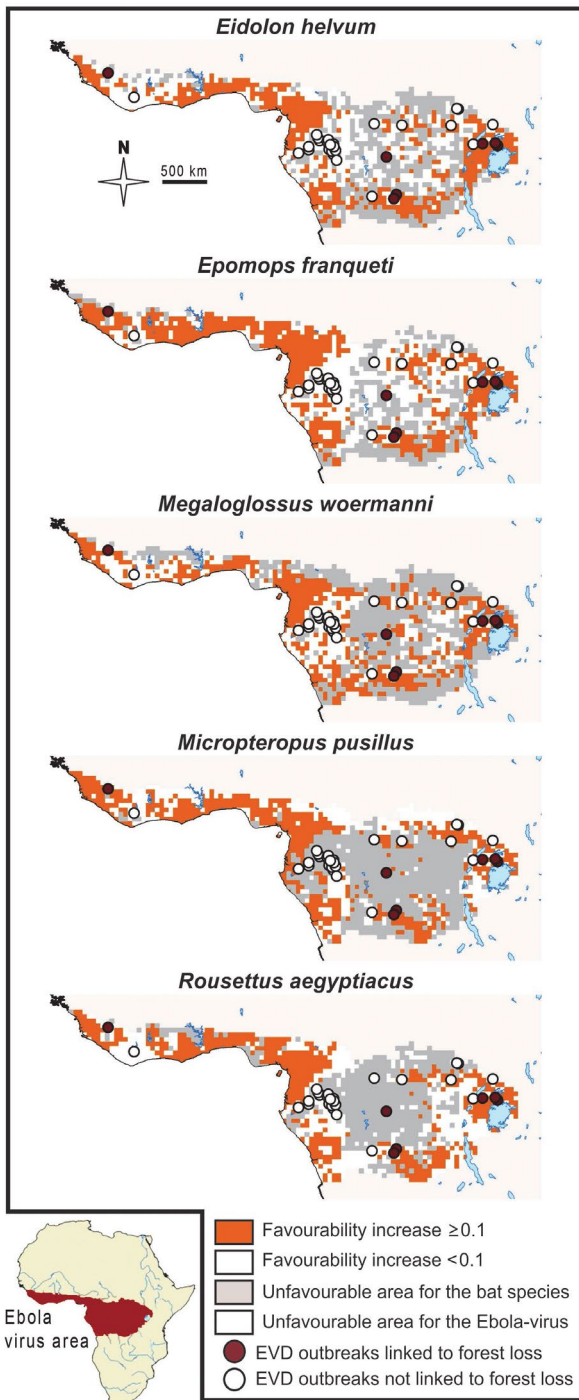 Eidolon helvum
N
500 km
Epomops franqueti
Megaloglossus woermanni
Micropteropus pusillus
Rousettus aegyptiacus
Ebola
virus area
Favourability increase ≥0.1
Favourability increase <0.1
Unfavourable area for the bat species
Unfavourable area for the Ebola-virus
EVD outbreaks linked to forest loss
EVD outbreaks not linked to forest loss